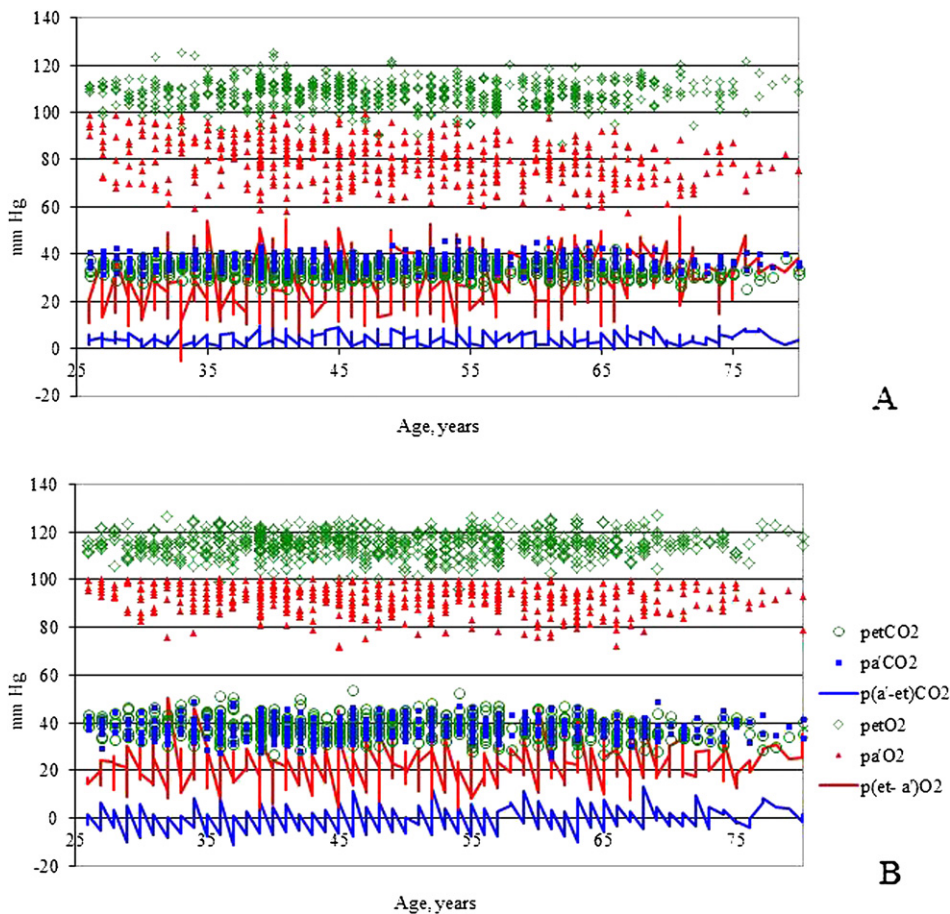 140
120
100
80
60
40
20
0
-20
mm Hg
25 35 45 55 65 75
Age, years
A
140
120
100
80
60
40
20
0
-20
mm Hg
25 35 45 55 65 75
Age, years
B
petCO2
pa'CO2
p(a'-et)CO2
petO2
pa'O2
p(et- a')O2